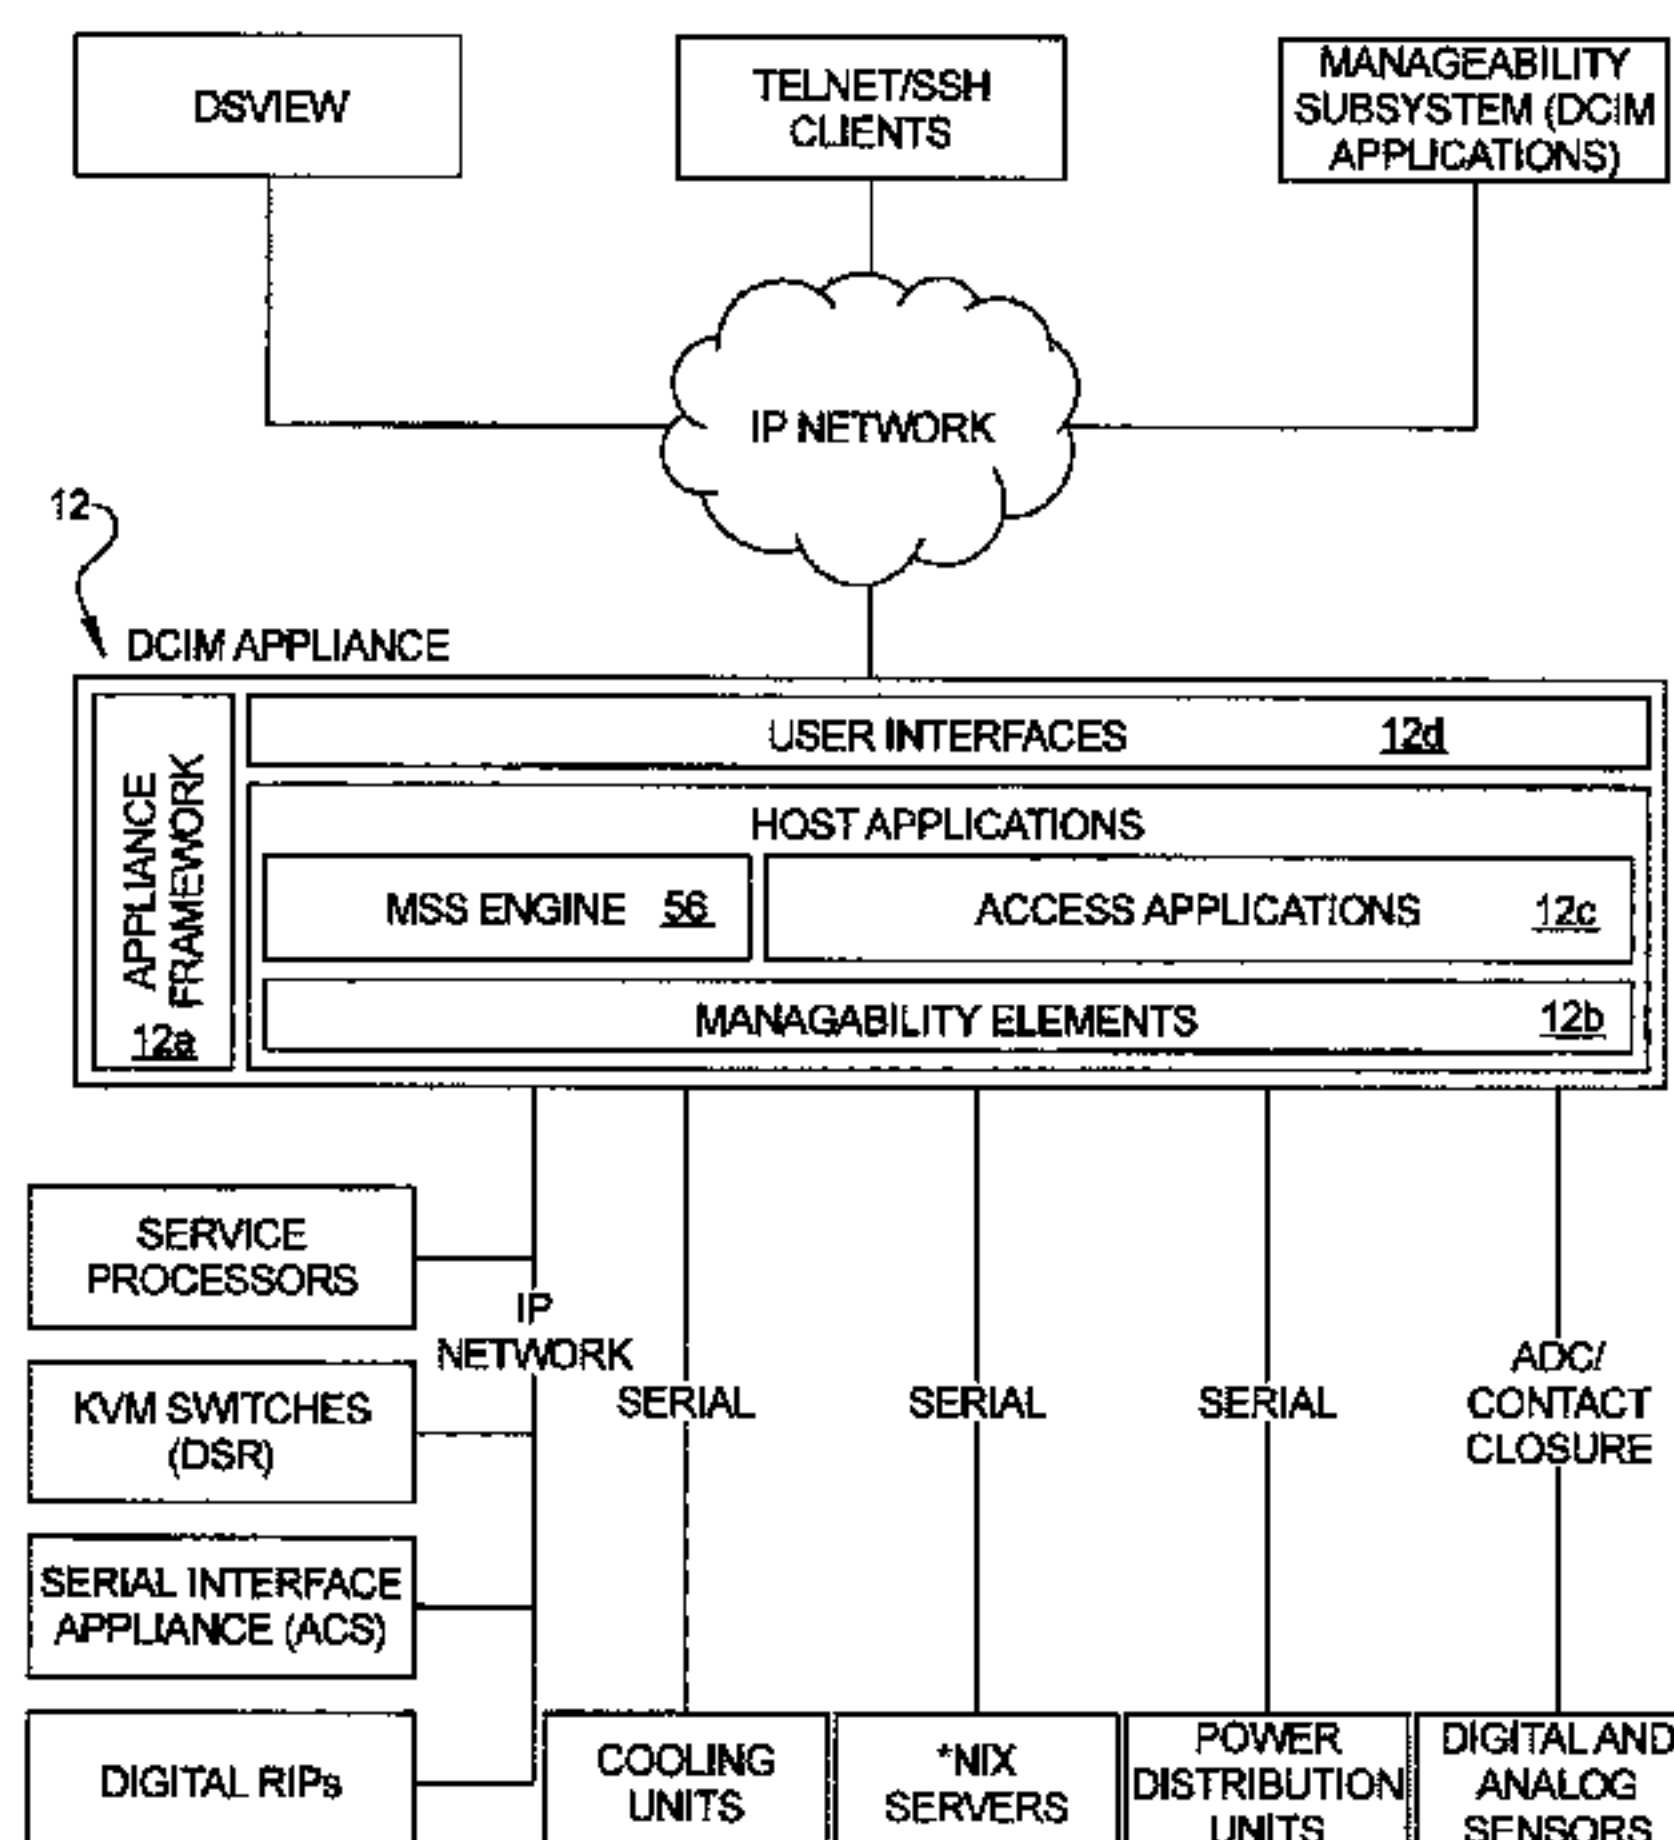 DSVIEW
TELNET/SSH
CLIENTS
MANAGEABILITY
SUBSYSTEM (DCIM
APPLICATIONS)
IP NETWORK
12
DCIM APPLIANCE
APPLIANCE
FRAMEWORK
12a
USER INTERFACES 12d
HOST APPLICATIONS
MSS ENGINE 56
ACCESS APPLICATIONS 12c
MANAGABILITY ELEMENTS 12b
SERVICE
PROCESSORS
IP
NETWORK
KVM SWITCHES
(DSR)
SERIAL
SERIAL
SERIAL
ADC/
CONTACT
CLOSURE
SERIAL INTERFACE
APPLIANCE (ACS)
DIGITAL RIPs
COOLING
UNITS
*NIX
SERVERS
POWER
DISTRIBUTION
UNITS
DIGITAL AND
ANALOG
SENSORS